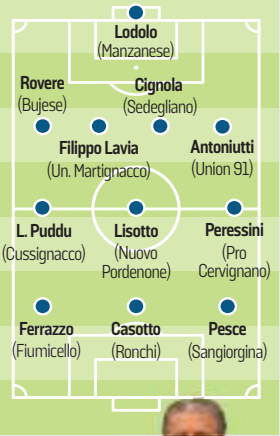 Lodolo
(Manzanese)
Rovere
(Bujese)
Cignola
(Sedegliano)
Filippo Lavia
(Un. Martignacco)
Antoniutti
(Union 91)
L. Puddu
(Cussignacco)
Lisotto
(Nuovo
Pordenone)
Peressini
(Pro
Cervignano)
Ferrazzo
(Fiumicello)
Casotto
(Ronchi)
Pesce
(Sangiorgina)